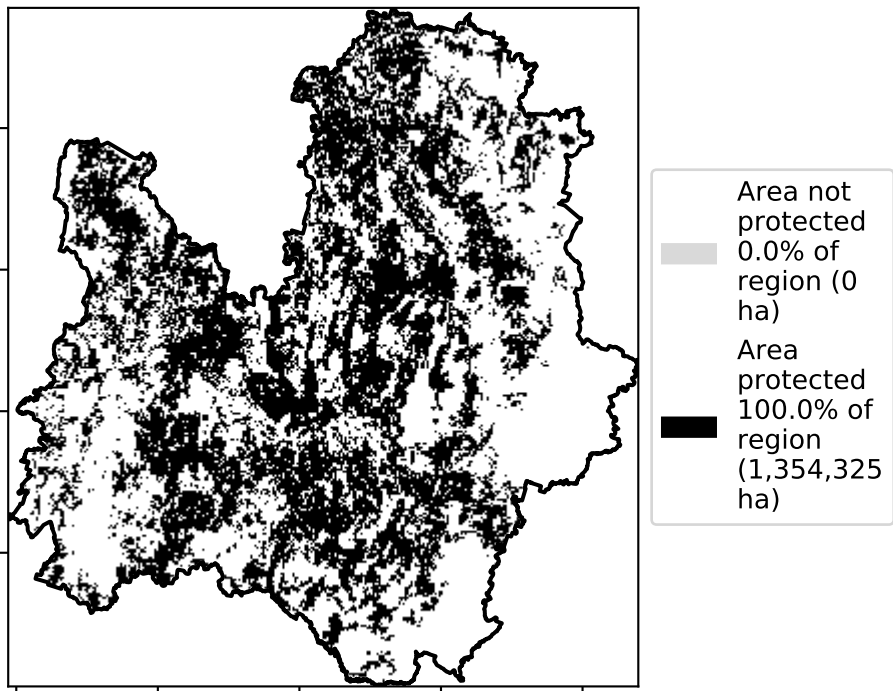 Area not
protected
0.0% of
region (0
ha)
Area
protected
100.0% of
region
(1,354,325
ha)